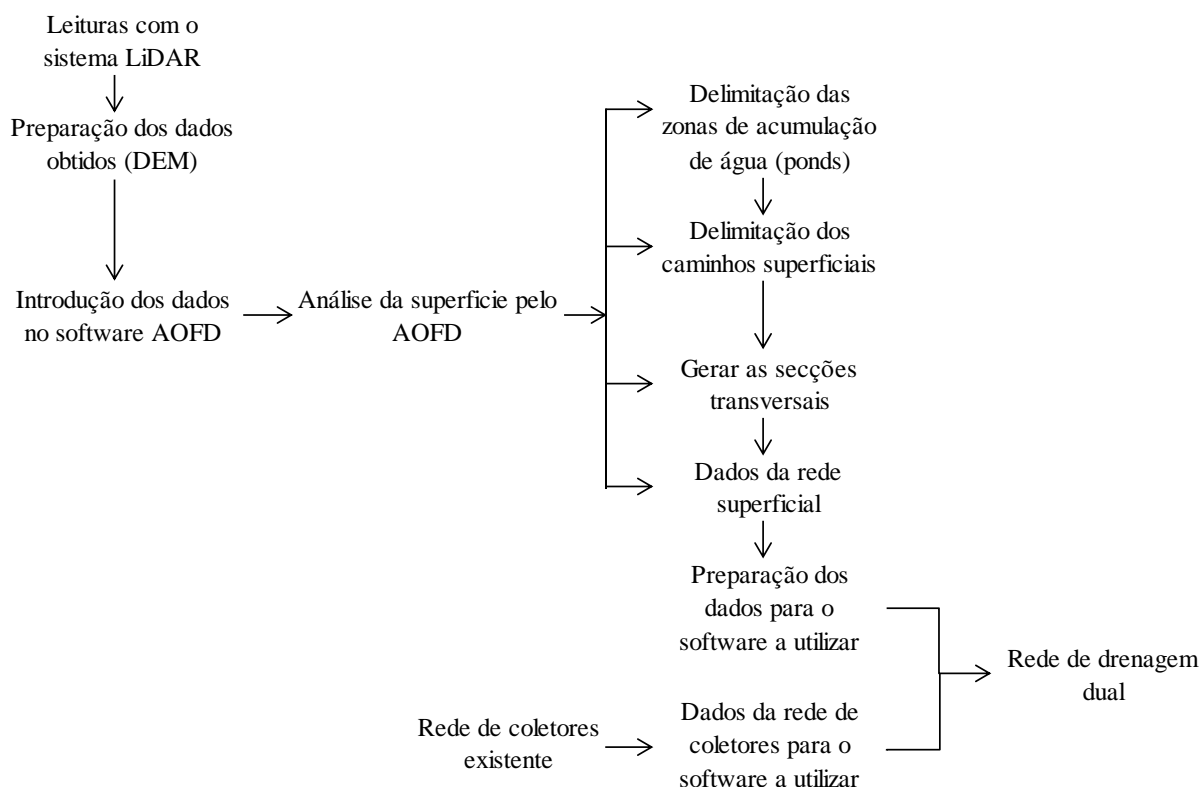 Leituras com o
sistema LiDAR
Preparação dos dados
obtidos (DEM)
Introdução dos dados
no software AOFD
Análise da superficie pelo
AOFD
Delimitação das
zonas de acumulação
de água (ponds)
Delimitação dos
caminhos superficiais
Gerar as secções
transversais
Dados da rede
superficial
Preparação dos
dados para o
software a utilizar
Rede de coletores
existente
Dados da rede de
coletores para o
software a utilizar
Rede de drenagem
dual